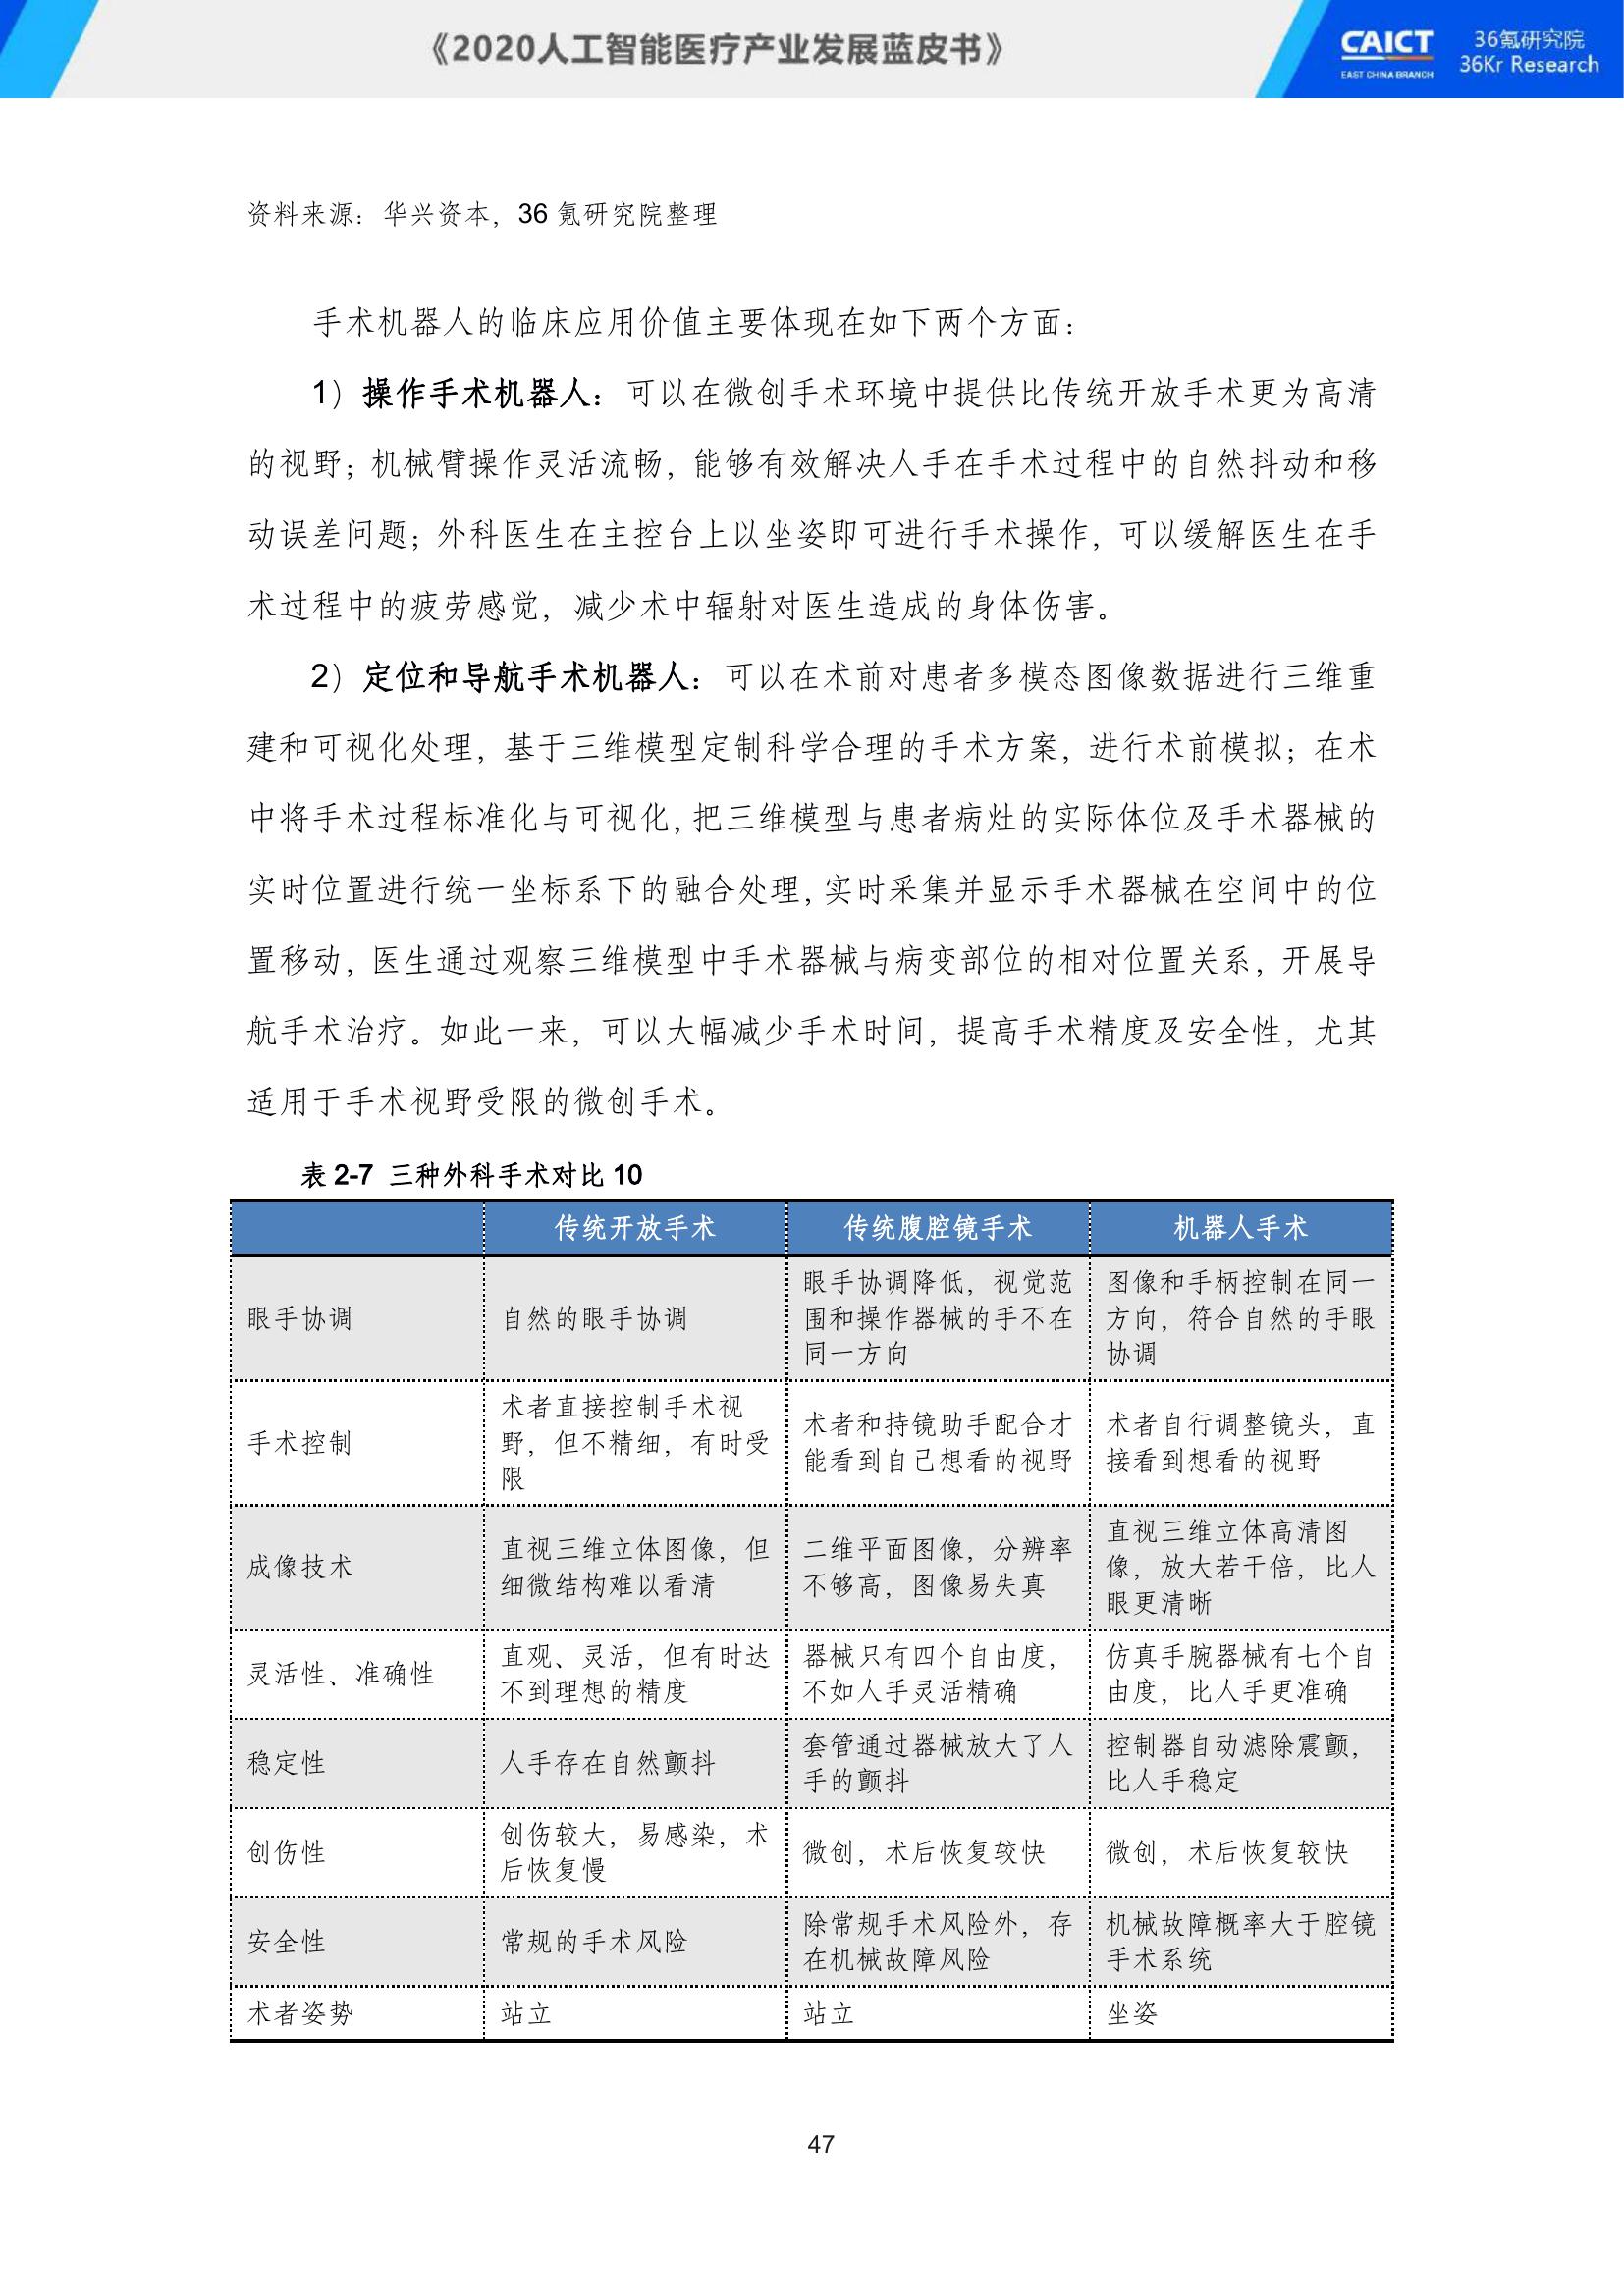 《2020人工智能医疗产业发展蓝皮书》
CAICT
EAST CHINA BRANCH
36氪研究院
36Kr Research
资料来源：华兴资本，36 氪研究院整理
手术机器人的临床应用价值主要体现在如下两个方面：
1）操作手术机器人：可以在微创手术环境中提供比传统开放手术更为高清
的视野；机械臂操作灵活流畅，能够有效解决人手在手术过程中的自然抖动和移
动误差问题；外科医生在主控台上以坐姿即可进行手术操作，可以缓解医生在手
术过程中的疲劳感觉，减少术中辐射对医生造成的身体伤害。
2）定位和导航手术机器人：可以在术前对患者多模态图像数据进行三维重
建和可视化处理，基于三维模型定制科学合理的手术方案，进行术前模拟；在术
中将手术过程标准化与可视化，把三维模型与患者病灶的实际体位及手术器械的
实时位置进行统一坐标系下的融合处理，实时采集并显示手术器械在空间中的位
置移动，医生通过观察三维模型中手术器械与病变部位的相对位置关系，开展导
航手术治疗。如此一来，可以大幅减少手术时间，提高手术精度及安全性，尤其
适用于手术视野受限的微创手术。
表 2-7 三种外科手术对比 10
传统开放手术
传统腹腔镜手术
机器人手术
眼手协调
自然的眼手协调
眼手协调降低，视觉范
围和操作器械的手不在
同一方向
图像和手柄控制在同一
方向，符合自然的手眼
协调
手术控制
术者直接控制手术视
野，但不精细，有时受
限
术者和持镜助手配合才
能看到自己想看的视野
术者自行调整镜头，直
接看到想看的视野
成像技术
直视三维立体图像，但
细微结构难以看清
二维平面图像，分辨率
不够高，图像易失真
直视三维立体高清图
像，放大若干倍，比人
眼更清晰
灵活性、准确性
直观、灵活，但有时达
不到理想的精度
器械只有四个自由度，
不如人手灵活精确
仿真手腕器械有七个自
由度，比人手更准确
稳定性
人手存在自然颤抖
套管通过器械放大了人
手的颤抖
控制器自动滤除震颤，
比人手稳定
创伤性
创伤较大，易感染，术
后恢复慢
微创，术后恢复较快
微创，术后恢复较快
安全性
常规的手术风险
除常规手术风险外，存
在机械故障风险
机械故障概率大于腔镜
手术系统
术者姿势
站立
站立
坐姿
47